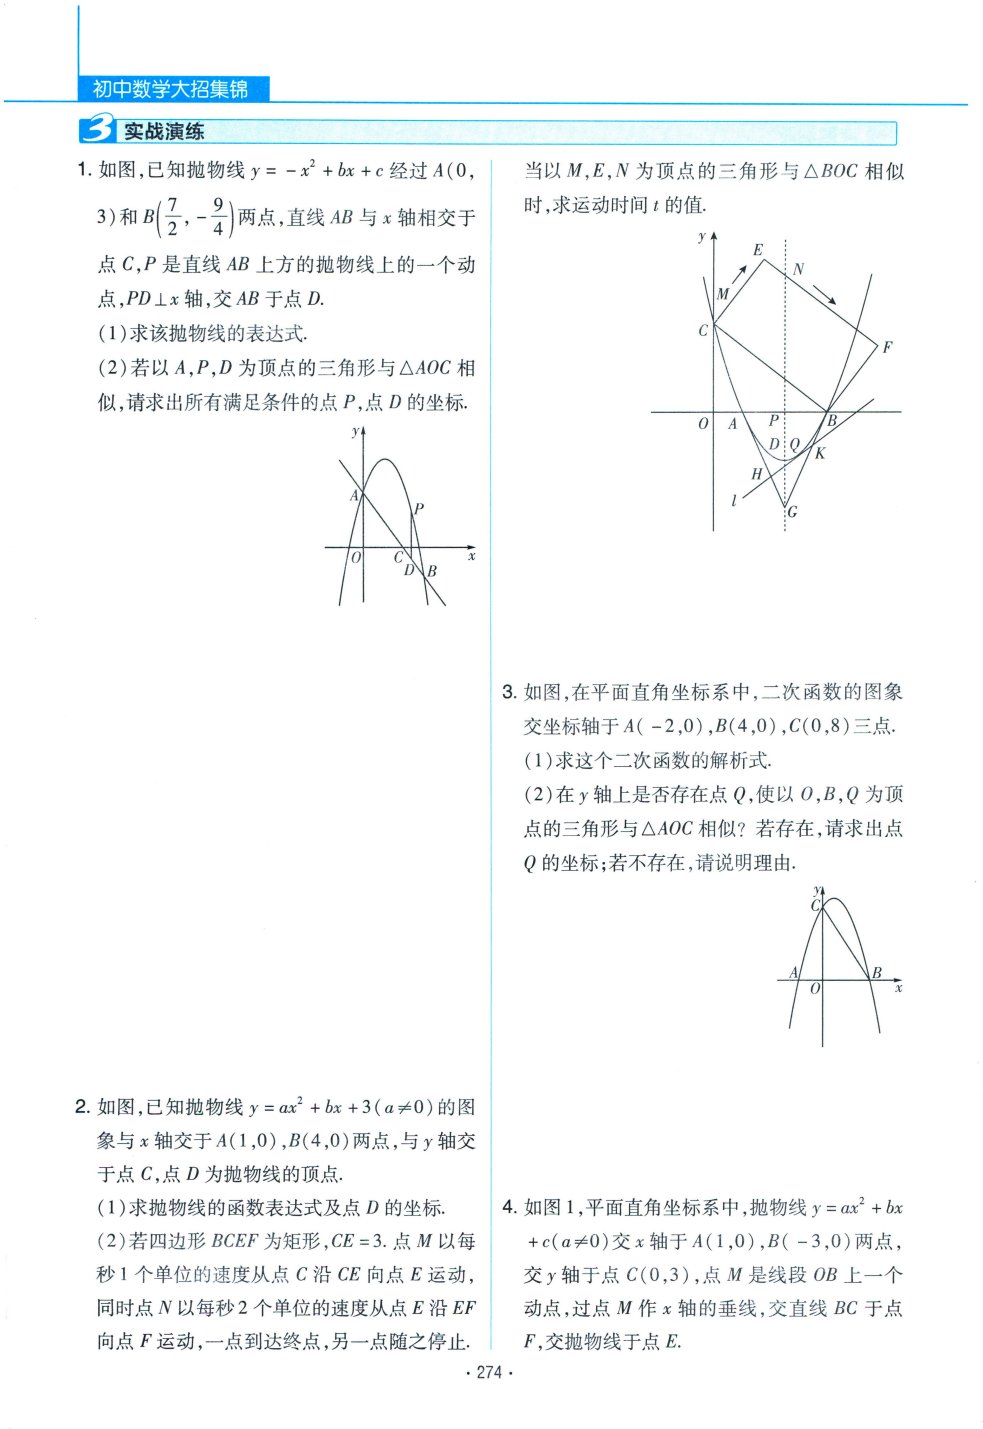 初中数学大招集锦
3 实战演练
1. 如图,已知抛物线 y = -x² + bx + c 经过 A(0,
3)和 B(7/2, -9/4)两点,直线 AB 与 x 轴相交于
点 C,P 是直线 AB 上方的抛物线上的一个动
点,PD⊥x 轴,交 AB 于点 D.
(1)求该抛物线的表达式.
(2)若以 A,P,D 为顶点的三角形与△AOC 相
似,请求出所有满足条件的点 P,点 D 的坐标.
y
A
P
O
C
x
D
B
2. 如图,已知抛物线 y = ax² + bx + 3(a≠0)的图
象与 x 轴交于 A(1,0),B(4,0)两点,与 y 轴交
于点 C,点 D 为抛物线的顶点.
(1)求抛物线的函数表达式及点 D 的坐标.
(2)若四边形 BCEF 为矩形,CE = 3. 点 M 以每
秒 1 个单位的速度从点 C 沿 CE 向点 E 运动,
同时点 N 以每秒 2 个单位的速度从点 E 沿 EF
向点 F 运动,一点到达终点,另一点随之停止.
当以 M,E,N 为顶点的三角形与△BOC 相似
时,求运动时间 t 的值.
y
E
N
M
C
F
O
A
P
B
D
Q
K
H
l
G
3. 如图,在平面直角坐标系中,二次函数的图象
交坐标轴于 A( -2,0),B(4,0),C(0,8)三点.
(1)求这个二次函数的解析式.
(2)在 y 轴上是否存在点 Q,使以 O,B,Q 为顶
点的三角形与△AOC 相似? 若存在,请求出点
Q 的坐标;若不存在,请说明理由.
y
C
A
B
O
x
4. 如图 1,平面直角坐标系中,抛物线 y = ax² + bx
+ c(a≠0)交 x 轴于 A(1,0),B( -3,0)两点,
交 y 轴于点 C(0,3),点 M 是线段 OB 上一个
动点,过点 M 作 x 轴的垂线,交直线 BC 于点
F,交抛物线于点 E.
· 274 ·